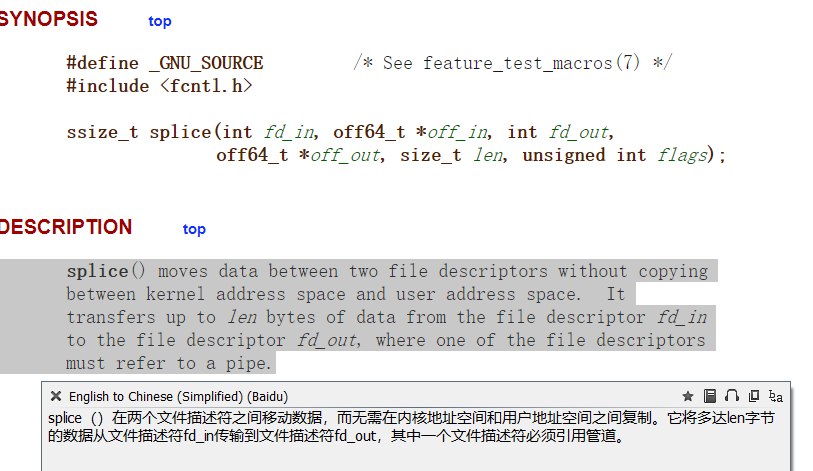 SYNOPSIS top
#define _GNU_SOURCE /* See feature_test_macros(7) */
#include <fcntl.h>
ssize_t splice(int fd_in, off64_t *off_in, int fd_out,
off64_t *off_out, size_t len, unsigned int flags);
DESCRIPTION top
splice() moves data between two file descriptors without copying
between kernel address space and user address space. It
transfers up to len bytes of data from the file descriptor fd_in
to the file descriptor fd_out, where one of the file descriptors
must refer to a pipe.
English to Chinese (Simplified) (Baidu)
splice（）在两个文件描述符之间移动数据，而无需在内核地址空间和用户地址空间之间复制。它将多达len字节
的数据从文件描述符fd_in传输到文件描述符fd_out，其中一个文件描述符必须引用管道。